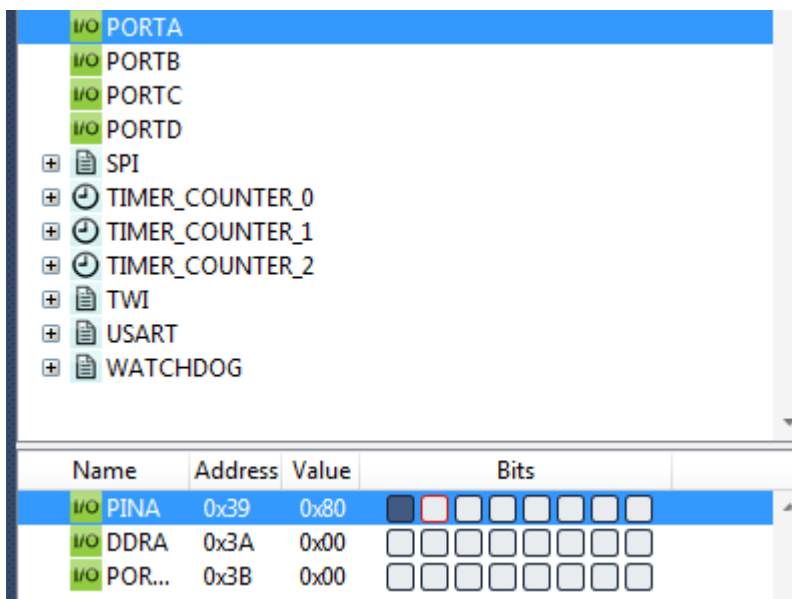 I/O PORTA
I/O PORTB
I/O PORTC
I/O PORTD
SPI
TIMER_COUNTER_0
TIMER_COUNTER_1
TIMER_COUNTER_2
TWI
USART
WATCHDOG
Name Address Value Bits
I/O PINA 0x39 0x80
I/O DDRA 0x3A 0x00
I/O POR... 0x3B 0x00